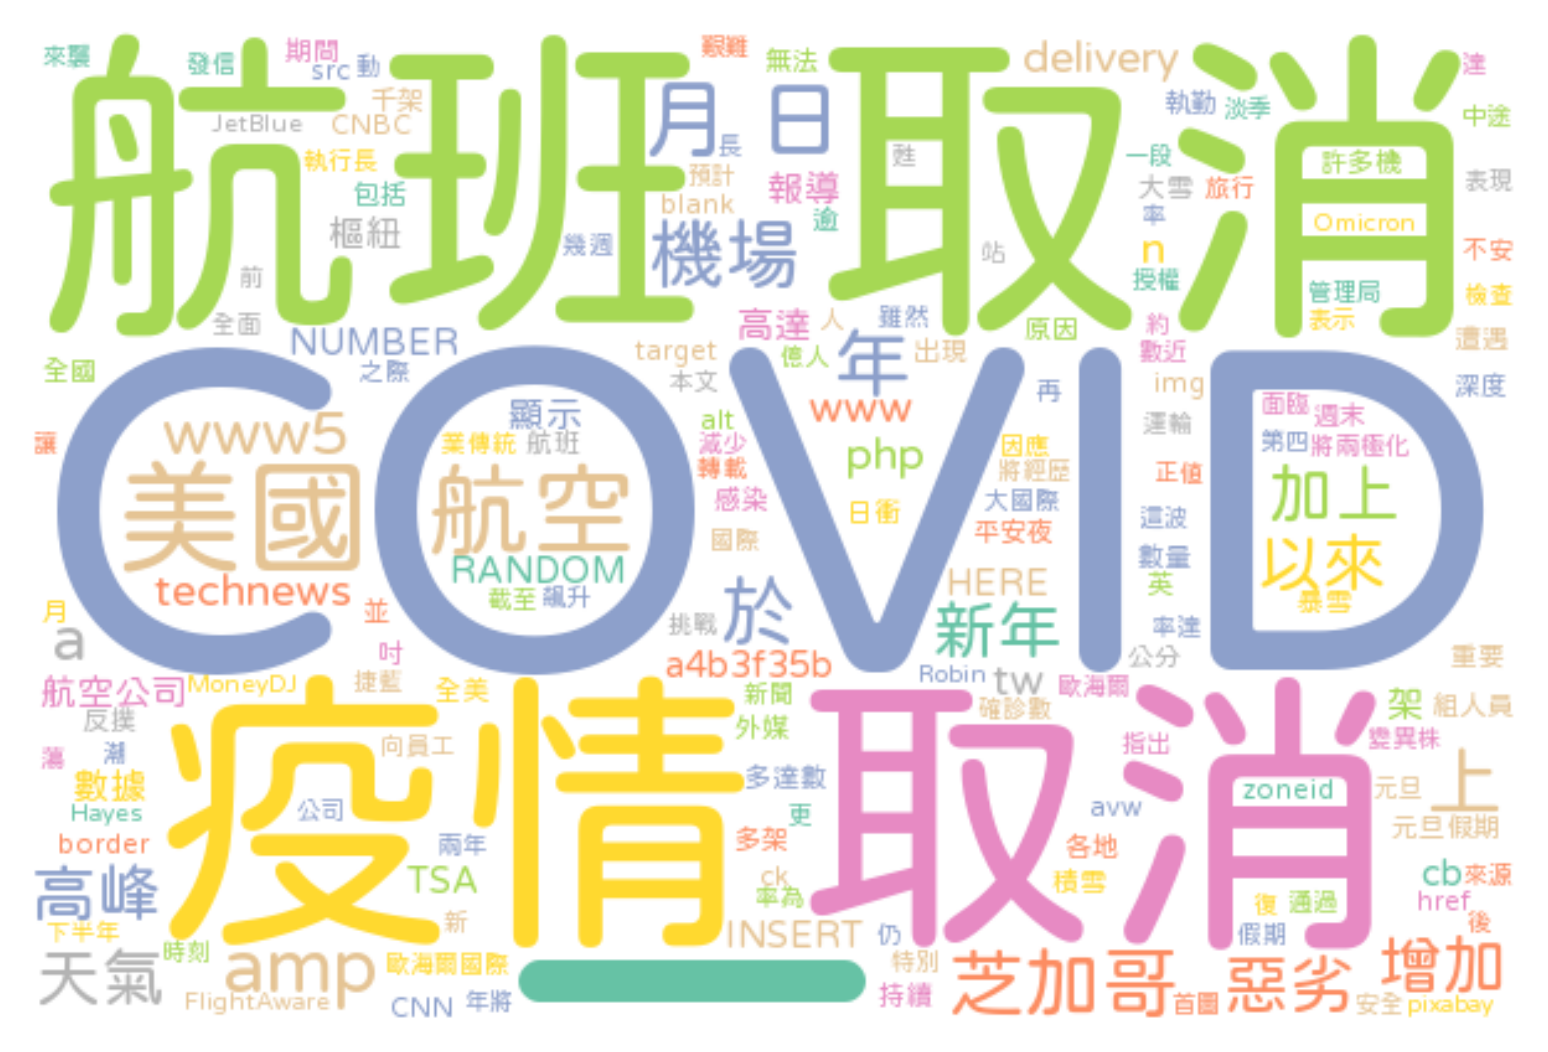 航班取消
COVID
疫情 取消
來襲 發信 期間 src 動 艱難 無法 delivery 達
千架 月 日 執勤 淡季 中途
JetBlue CNBC 長 甦 一段 許多機
執行長 預計 報導 大雪 旅行 表現
包括 blank 逾 率 Omicron
樞紐 幾週 機場 站 n 不安
前 授權 管理局 檢查
全面 NUMBER 高達 人 雖然 原因 約 表示 遭遇
全國 之際 target 億人 年 出現 數近
本文 再 img 深度
www5 顯示 alt www 運輸 面臨 週末
讓 業傳統 航班 減少 php 因應 第四 將兩極化
轉載 將經歷 正值
美國 航空 感染 日衝 大國際 加上
國際 平安夜 這波
RANDOM 數量 以來
technews 截至 飆升 於 HERE 英 暴雪
月 並 挑戰 新年 率達
a 吋 a4b3f35b Robin tw 公分 重要
航空公司 MoneyDJ 捷藍 全美 新聞 確診數 歐海爾 架 組人員
反撲 向員工 外媒 指出 變異株
潮 數據 多達數 zoneid 元旦 上
Hayes 公司 更 avw 元旦假期
border 兩年 多架 各地
高峰 TSA ck 積雪 cb 來源
率為 復 通過 href
下半年 新 INSERT 仍 假期 後
天氣 時刻 amp 歐海爾國際 特別 芝加哥 惡劣 增加
FlightAware CNN 年將 持續 首圖 安全 pixabay